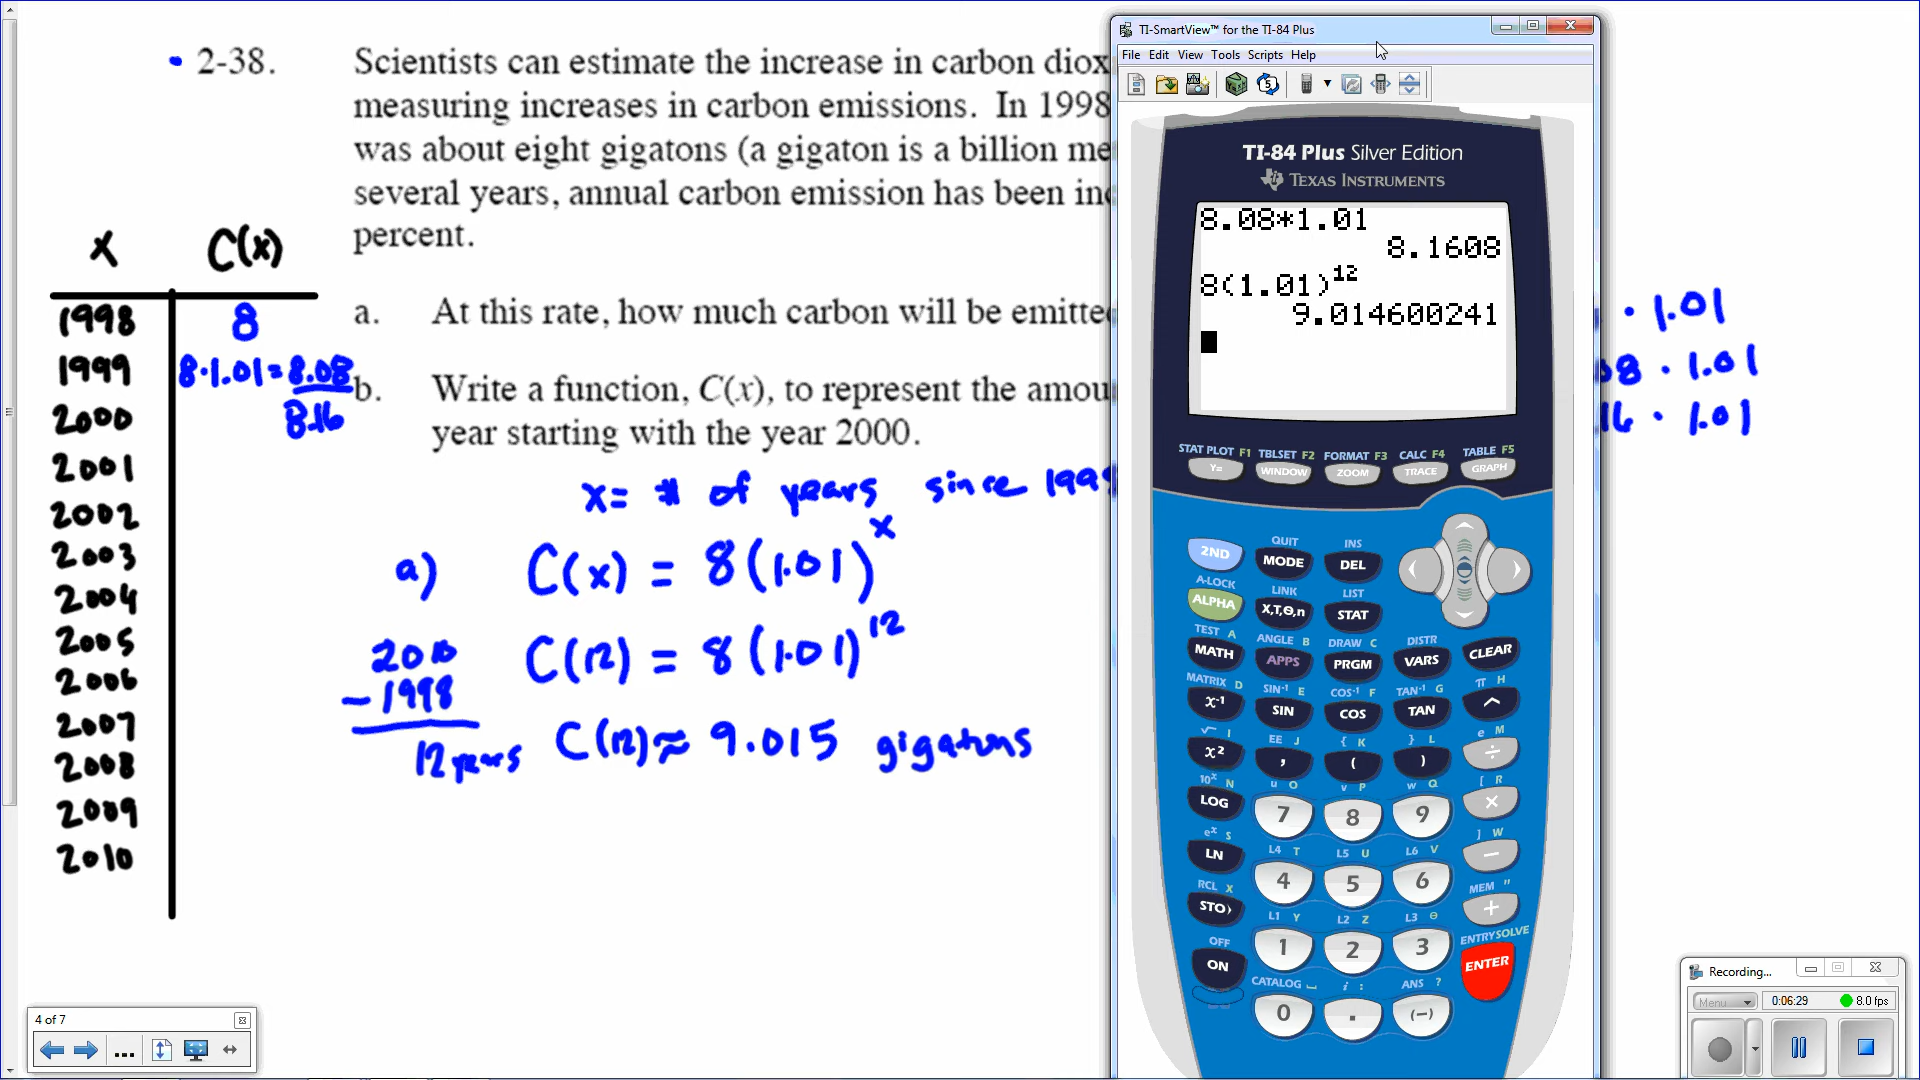 2-38. Scientists can estimate the increase in carbon diox
measuring increases in carbon emissions. In 1998
was about eight gigatons (a gigaton is a billion me
several years, annual carbon emission has been inc
percent.
a. At this rate, how much carbon will be emitte
b. Write a function, C(x), to represent the amou
year starting with the year 2000.
x C(x)
1998 8
1999 8·1.01=8.08
2000 8.16
2001
2002
2003
2004
2005
2006
2007
2008
2009
2010
x = # of years since 1998
a) C(x) = 8(1.01)^x
2010 C(12) = 8(1.01)^12
-1998
12 years C(12) ≈ 9.015 gigatons
· 1.01
08 · 1.01
16 · 1.01
TI-SmartView™ for the TI-84 Plus
File Edit View Tools Scripts Help
TI-84 Plus Silver Edition
TEXAS INSTRUMENTS
8.08*1.01
8.1608
8(1.01)^12
9.014600241
STAT PLOT F1 TBLSET F2 FORMAT F3 CALC F4 TABLE F5
Y= WINDOW ZOOM TRACE GRAPH
QUIT INS
2ND MODE DEL
A-LOCK LINK LIST
ALPHA X,T,Θ,n STAT
TEST A ANGLE B DRAW C DISTR
MATH APPS PRGM VARS CLEAR
MATRIX D SIN⁻¹ E COS⁻¹ F TAN⁻¹ G π H
x⁻¹ SIN COS TAN ^
√ I EE J { K } L e M
x² , ( ) ÷
10ˣ N u O v P w Q [ R
LOG 7 8 9 ×
eˣ S L4 T L5 U L6 V ] W
LN 4 5 6 −
RCL X L1 Y L2 Z L3 Θ MEM "
STO› 1 2 3 +
OFF CATALOG i : ANS ? ENTRY SOLVE
ON 0 . (−) ENTER
4 of 7
...
Recording...
Menu 0:06:29 8.0 fps